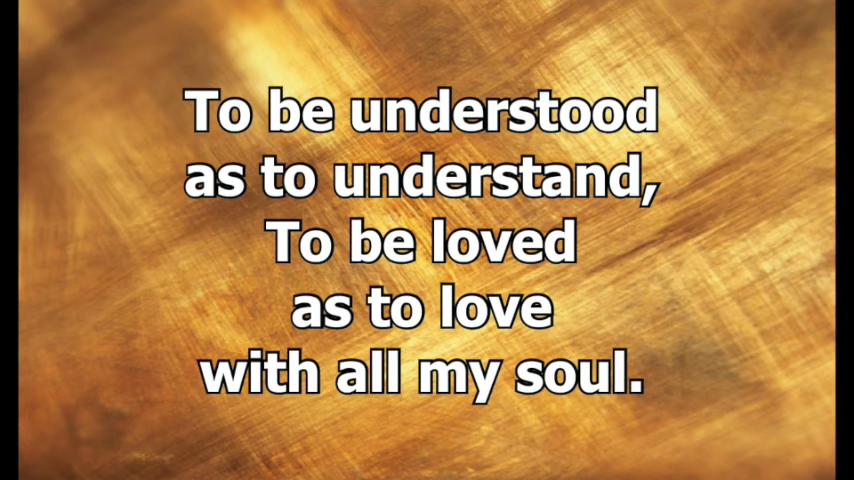 To be understood
as to understand,
To be loved
as to love
with all my soul.